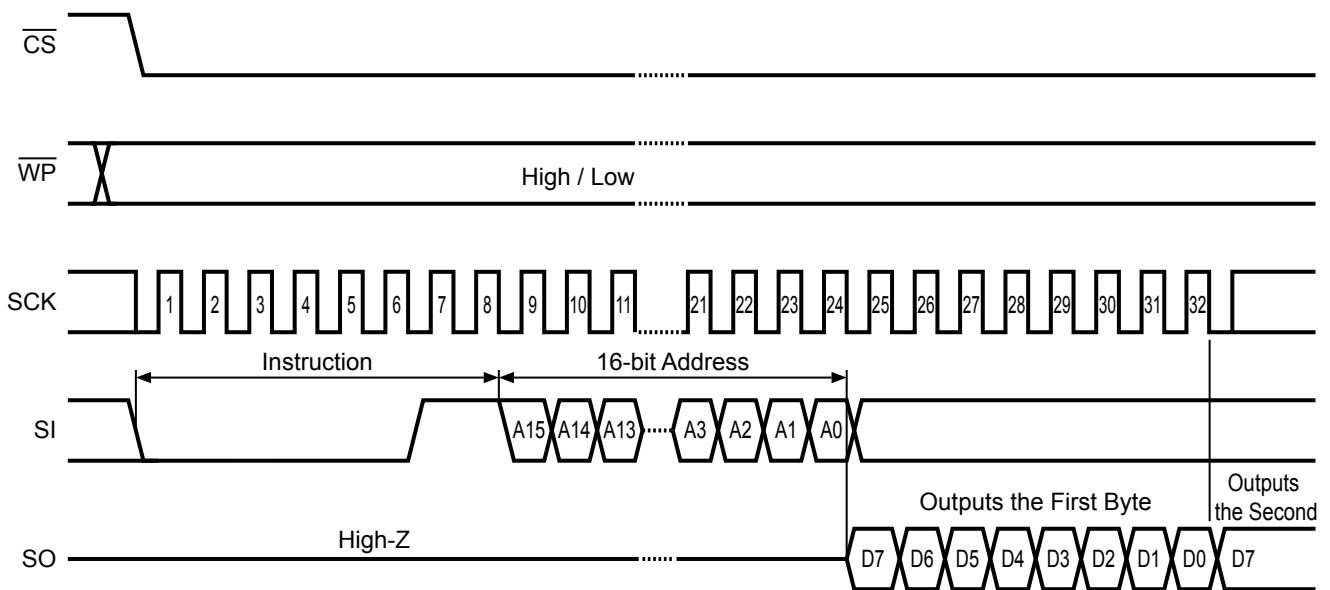 CS
WP
High / Low
SCK
1 2 3 4 5 6 7 8 9 10 11 21 22 23 24 25 26 27 28 29 30 31 32
Instruction
16-bit Address
SI
A15 A14 A13 A3 A2 A1 A0
Outputs the First Byte
Outputs
the Second
High-Z
SO
D7 D6 D5 D4 D3 D2 D1 D0 D7